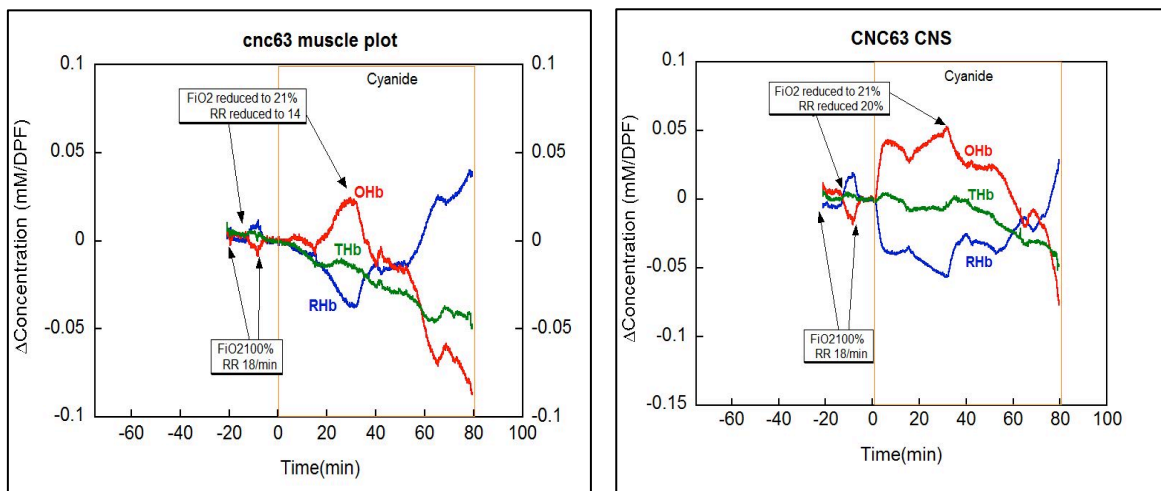 cnc63 muscle plot
0.1
0.05
0
-0.05
-0.1
0.1
0.05
0
-0.05
-0.1
Cyanide
FiO2 reduced to 21%
RR reduced to 14
OHb
THb
RHb
FiO2100%
RR 18/min
-60 -40 -20 0 20 40 60 80 100
Time(min)
ΔConcentration (mM/DPF)
CNC63 CNS
0.1
0.05
0
-0.05
-0.1
-0.15
Cyanide
FiO2 reduced to 21%
RR reduced 20%
OHb
THb
RHb
FiO2100%
RR 18/min
-60 -40 -20 0 20 40 60 80 100
Time(min)
ΔConcentration (mM/DPF)